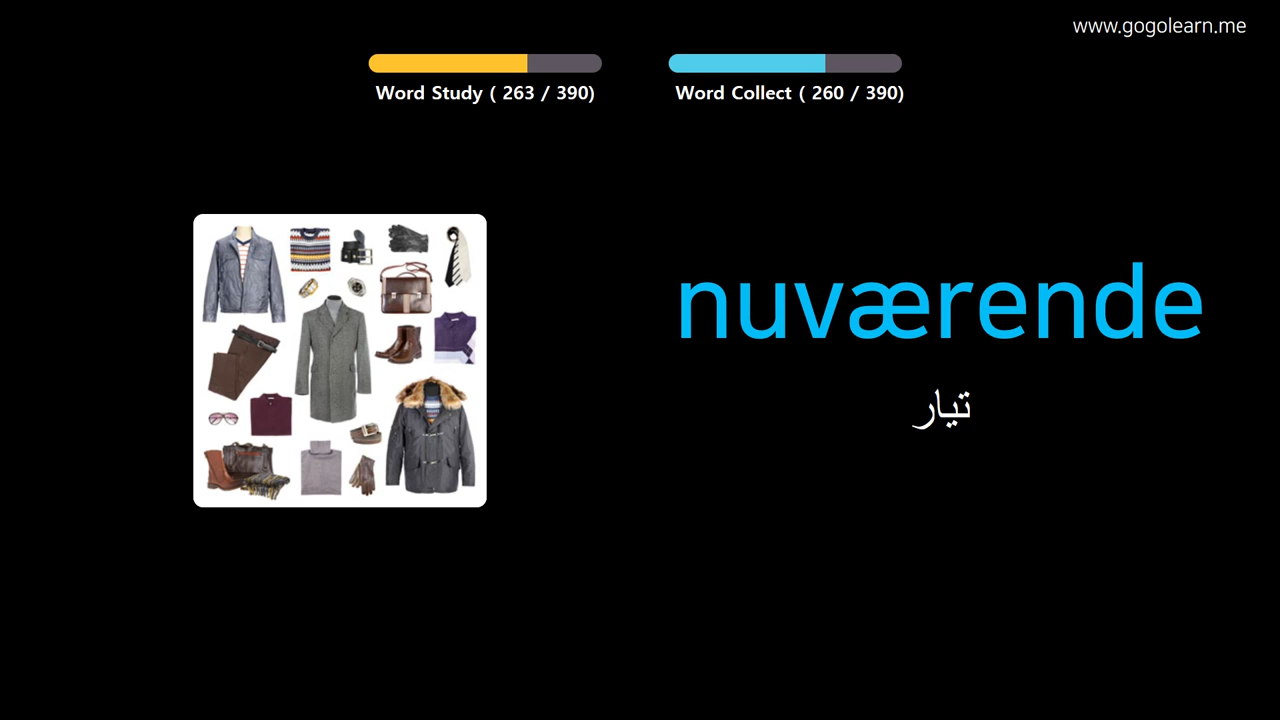 www.gogolearn.me
Word Study ( 263 / 390)
Word Collect ( 260 / 390)
nuværende
تيار